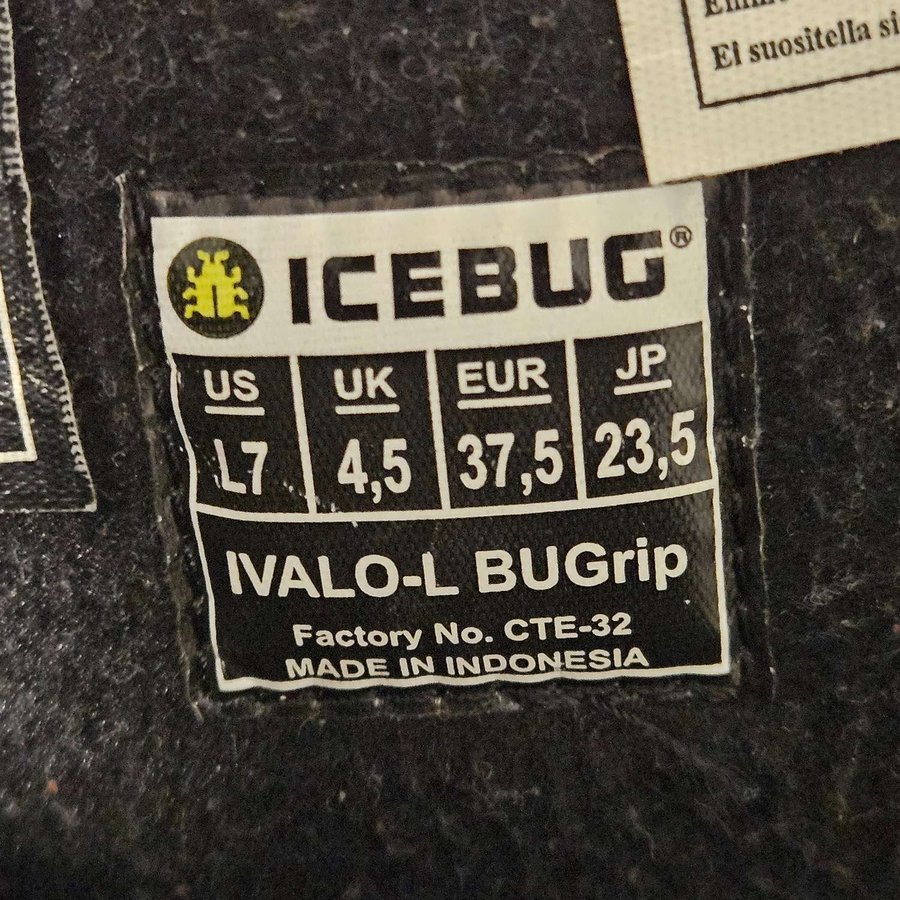 El suositella si
ICEBUG®
US UK EUR JP
L7 4,5 37,5 23,5
IVALO-L BUGrip
Factory No. CTE-32
MADE IN INDONESIA